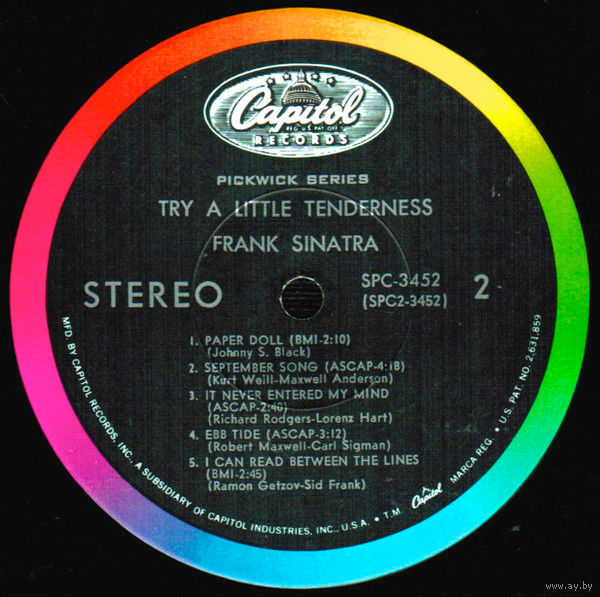 Capitol
REG. U.S. PAT. OFF.
RECORDS
PICKWICK SERIES
TRY A LITTLE TENDERNESS
FRANK SINATRA
STEREO
SPC-3452
(SPC2-3452)
2
1. PAPER DOLL (BMI-2:10)
(Johnny S. Black)
2. SEPTEMBER SONG (ASCAP-4:18)
(Kurt Weill-Maxwell Anderson)
3. IT NEVER ENTERED MY MIND
(ASCAP-2:40)
(Richard Rodgers-Lorenz Hart)
4. EBB TIDE (ASCAP-3:12)
(Robert Maxwell-Carl Sigman)
5. I CAN READ BETWEEN THE LINES
(BMI-2:45)
(Ramon Getzov-Sid Frank)
MFD. BY CAPITOL RECORDS, INC., A SUBSIDIARY OF CAPITOL INDUSTRIES, INC., U.S.A. • T.M. Capitol MARCA REG. • U.S. PAT. NO. 2,631,859
www.ay.by